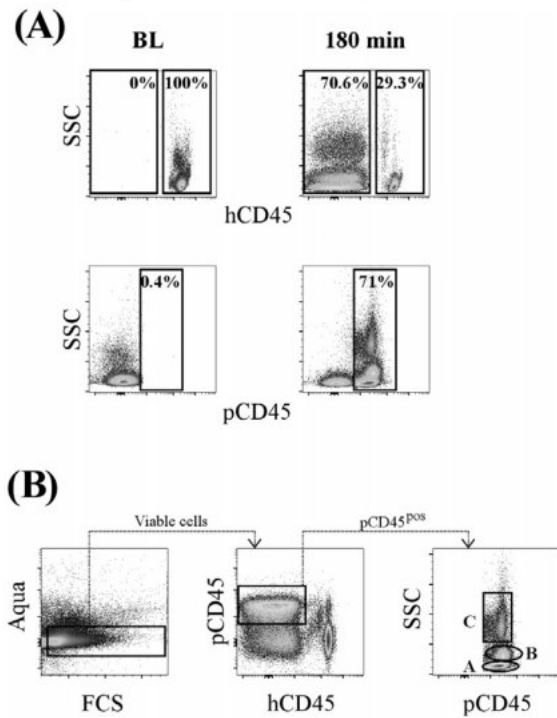 (A)
BL 180 min
0% 100% 70.6% 29.3%
SSC
hCD45
0.4% 71%
SSC
pCD45
(B)
Viable cells pCD45pos
Aqua pCD45 SSC
C
B
A
FCS hCD45 pCD45